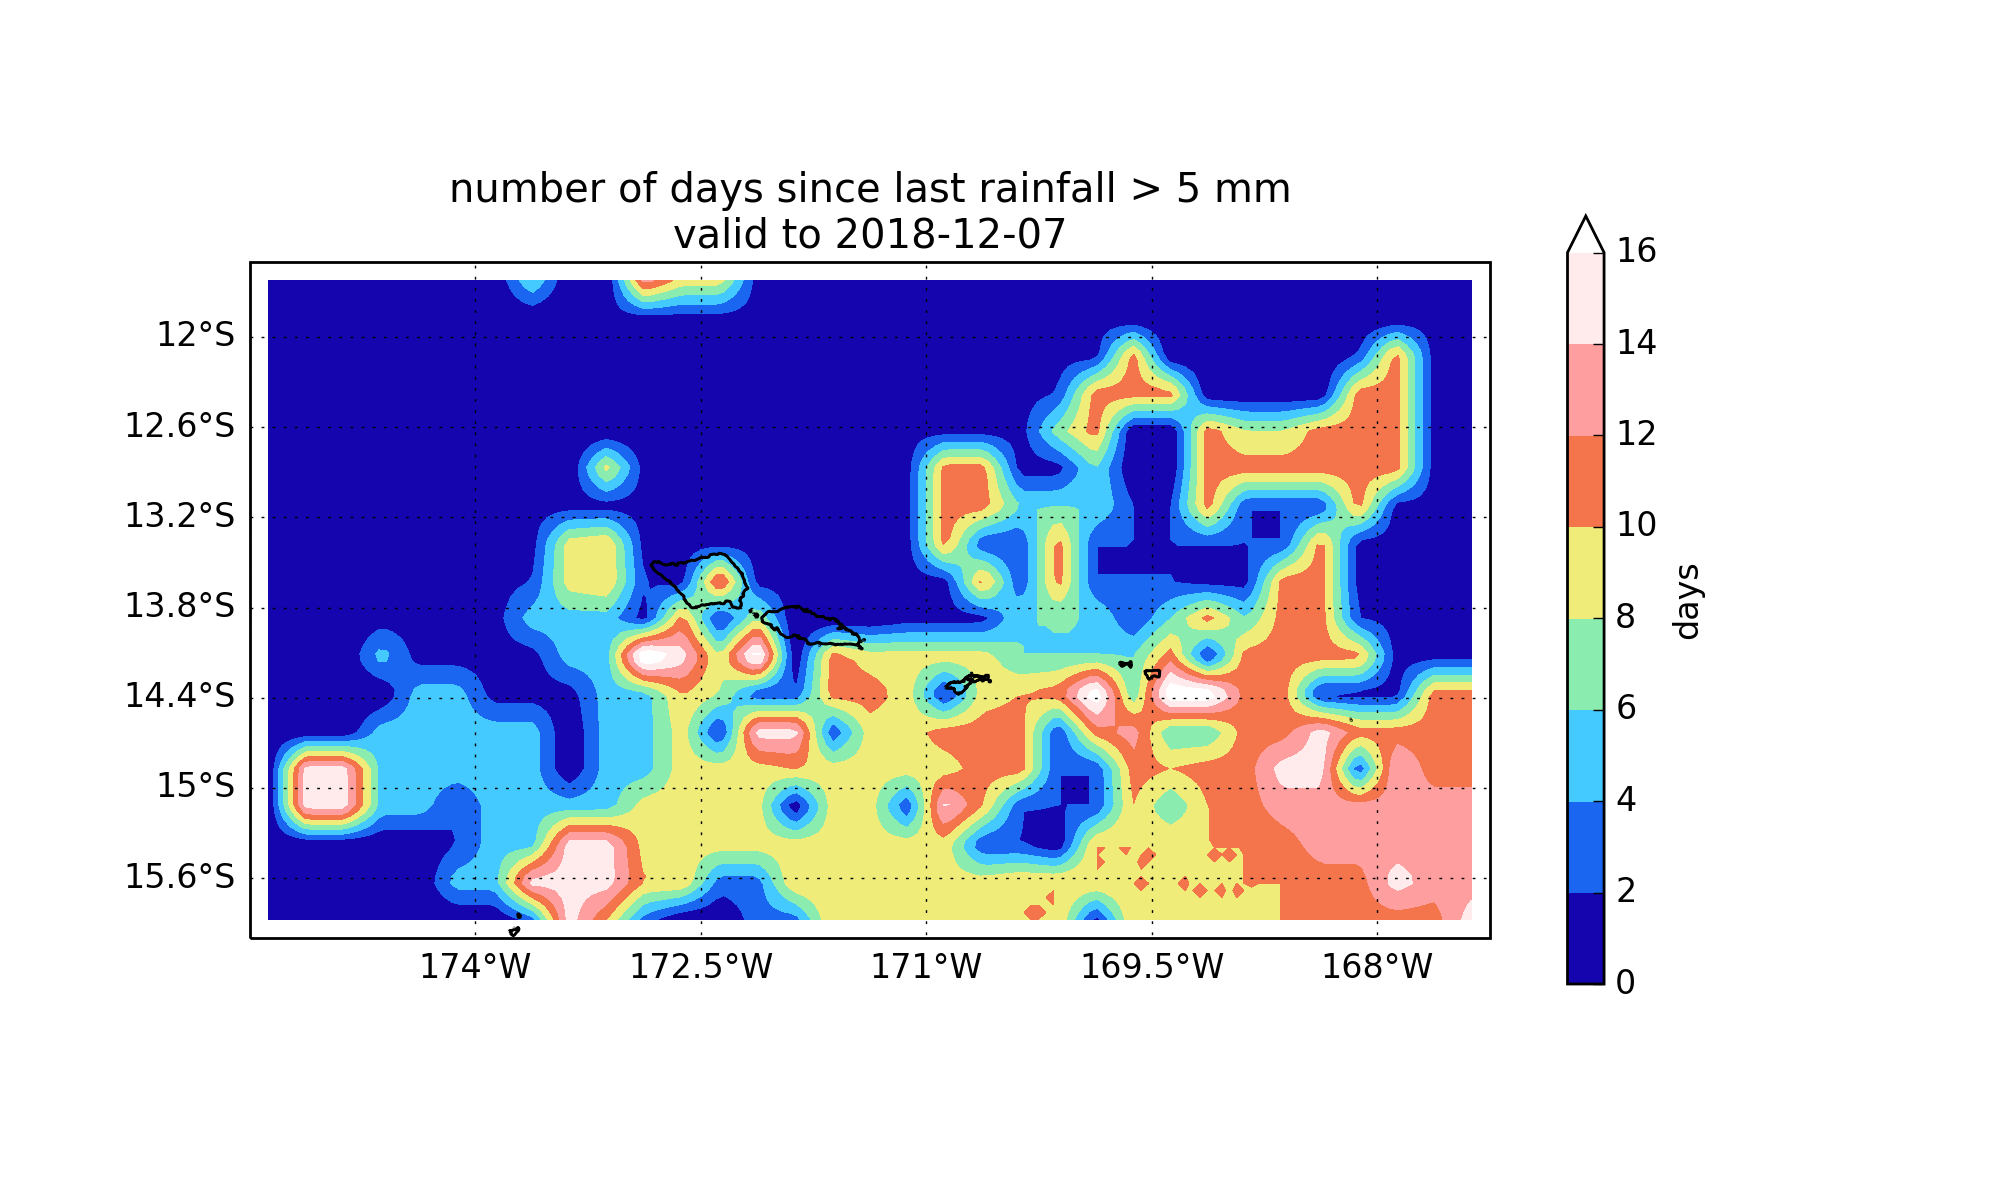 number of days since last rainfall > 5 mm
valid to 2018-12-07
12°S
12.6°S
13.2°S
13.8°S
14.4°S
15°S
15.6°S
174°W 172.5°W 171°W 169.5°W 168°W
16
14
12
10
8
6
4
2
0
days